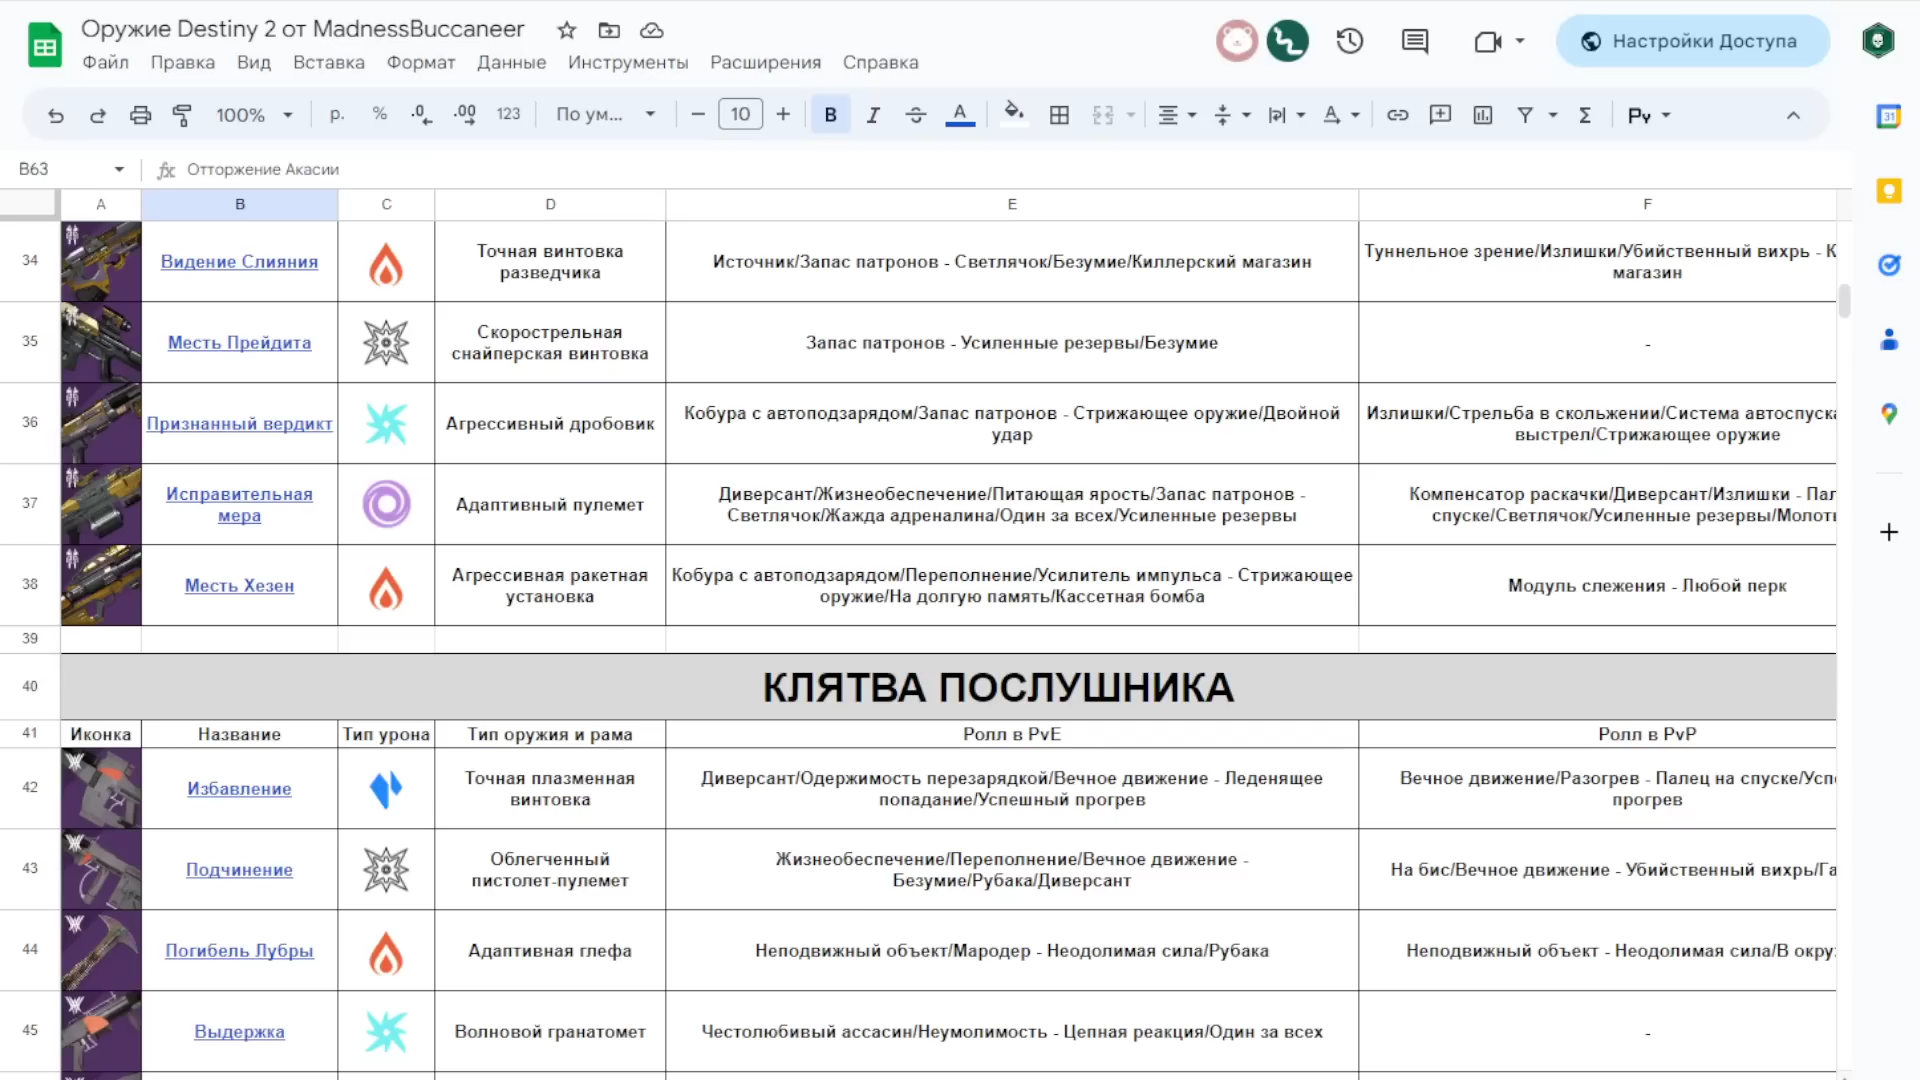 Оружие Destiny 2 от MadnessBuccaneer
Файл Правка Вид Вставка Формат Данные Инструменты Расширения Справка
Настройки Доступа
100% р. % .0 .00 123 По ум... 10 B I A Σ Py
31
B63 fx Отторжение Акасии
A B C D E F
34 Видение Слияния
Точная винтовка
разведчика
Источник/Запас патронов - Светлячок/Безумие/Киллерский магазин
Туннельное зрение/Излишки/Убийственный вихрь - К
магазин
35 Месть Прейдита
Скорострельная
снайперская винтовка
Запас патронов - Усиленные резервы/Безумие
-
36 Признанный вердикт
Агрессивный дробовик
Кобура с автоподзарядом/Запас патронов - Стрижающее оружие/Двойной
удар
Излишки/Стрельба в скольжении/Система автоспуска
выстрел/Стрижающее оружие
37 Исправительная
мера
Адаптивный пулемет
Диверсант/Жизнеобеспечение/Питающая ярость/Запас патронов -
Светлячок/Жажда адреналина/Один за всех/Усиленные резервы
Компенсатор раскачки/Диверсант/Излишки - Пал
спуске/Светлячок/Усиленные резервы/Молоть
38 Месть Хезен
Агрессивная ракетная
установка
Кобура с автоподзарядом/Переполнение/Усилитель импульса - Стрижающее
оружие/На долгую память/Кассетная бомба
Модуль слежения - Любой перк
39
40 КЛЯТВА ПОСЛУШНИКА
41 Иконка Название Тип урона Тип оружия и рама Ролл в PvE Ролл в PvP
42 Избавление
Точная плазменная
винтовка
Диверсант/Одержимость перезарядкой/Вечное движение - Леденящее
попадание/Успешный прогрев
Вечное движение/Разогрев - Палец на спуске/Усп
прогрев
43 Подчинение
Облегченный
пистолет-пулемет
Жизнеобеспечение/Переполнение/Вечное движение -
Безумие/Рубака/Диверсант
На бис/Вечное движение - Убийственный вихрь/Га
44 Погибель Лубры
Адаптивная глефа
Неподвижный объект/Мародер - Неодолимая сила/Рубака
Неподвижный объект - Неодолимая сила/В окру
45 Выдержка
Волновой гранатомет
Честолюбивый ассасин/Неумолимость - Цепная реакция/Один за всех
-